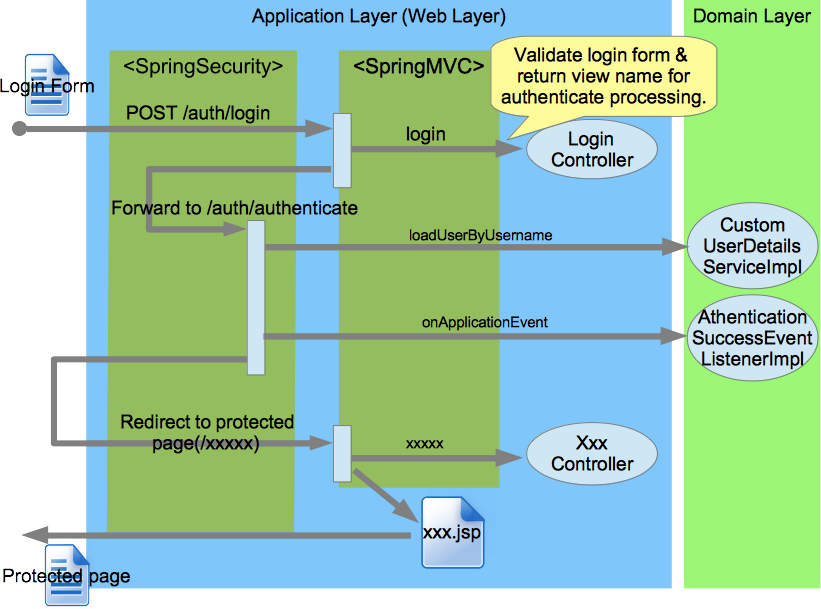 Application Layer (Web Layer)
Domain Layer
<SpringSecurity>
<SpringMVC>
Validate login form &
return view name for
authenticate processing.
Login Form
POST /auth/login
login
Login
Controller
Forward to /auth/authenticate
loadUserByUsername
Custom
UserDetails
ServiceImpl
onApplicationEvent
Athentication
SuccessEvent
ListenerImpl
Redirect to protected
page(/xxxxx)
xxxxx
Xxx
Controller
xxx.jsp
Protected page